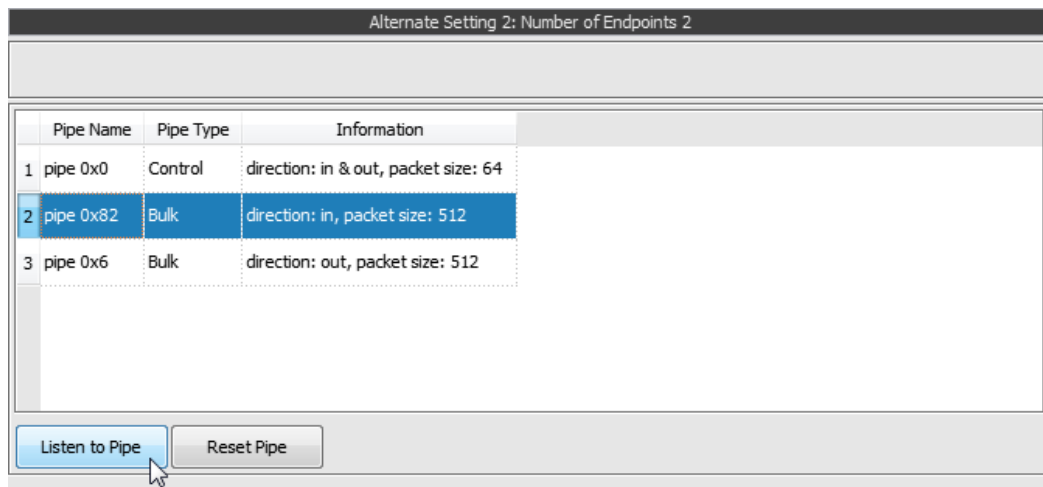 Alternate Setting 2: Number of Endpoints 2
Pipe Name Pipe Type Information
1 pipe 0x0 Control direction: in & out, packet size: 64
2 pipe 0x82 Bulk direction: in, packet size: 512
3 pipe 0x6 Bulk direction: out, packet size: 512
Listen to Pipe Reset Pipe